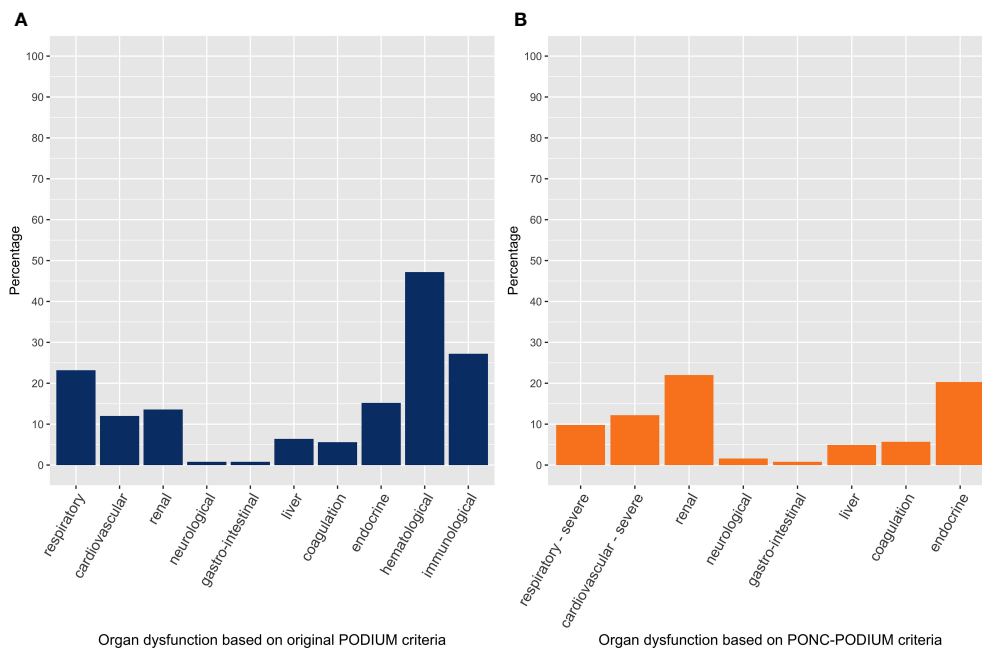 A
Percentage
100
90
80
70
60
50
40
30
20
10
0
respiratory
cardiovascular
renal
neurological
gastro-intestinal
liver
coagulation
endocrine
hematological
immunological
Organ dysfunction based on original PODIUM criteria
B
Percentage
100
90
80
70
60
50
40
30
20
10
0
respiratory - severe
cardiovascular - severe
renal
neurological
gastro-intestinal
liver
coagulation
endocrine
Organ dysfunction based on PONC-PODIUM criteria